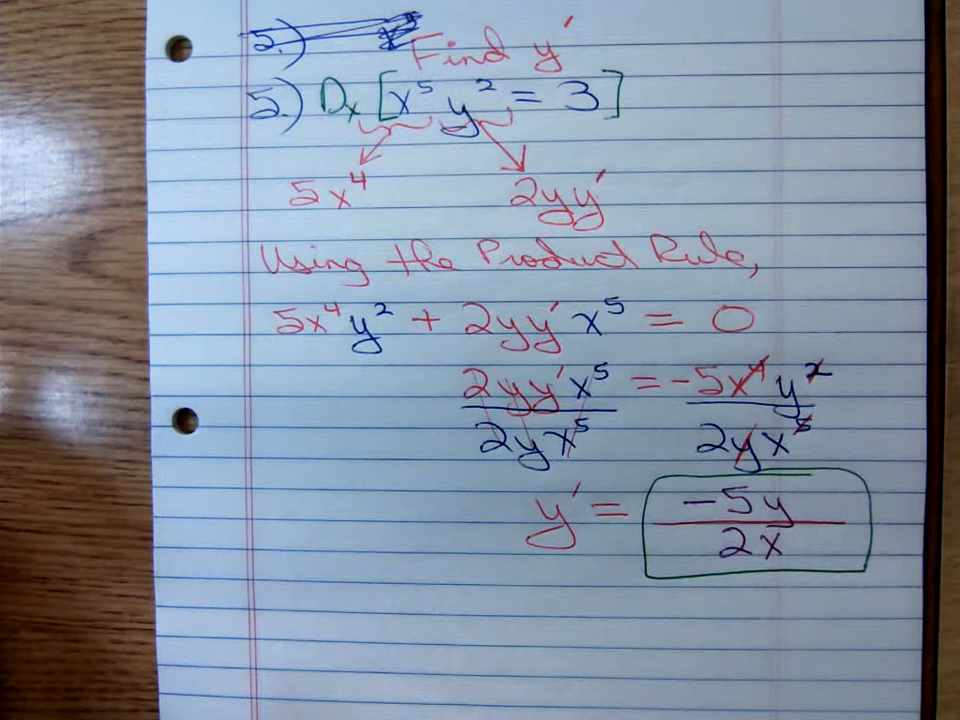 5.)
Find y'
5.) Dx [x⁵ y² = 3]
5x⁴ 2yy'
Using the Product Rule,
5x⁴y² + 2yy'x⁵ = 0
2yy'x⁵ = -5x⁴y²
2yx⁵ 2yx⁵
y' = -5y
2x